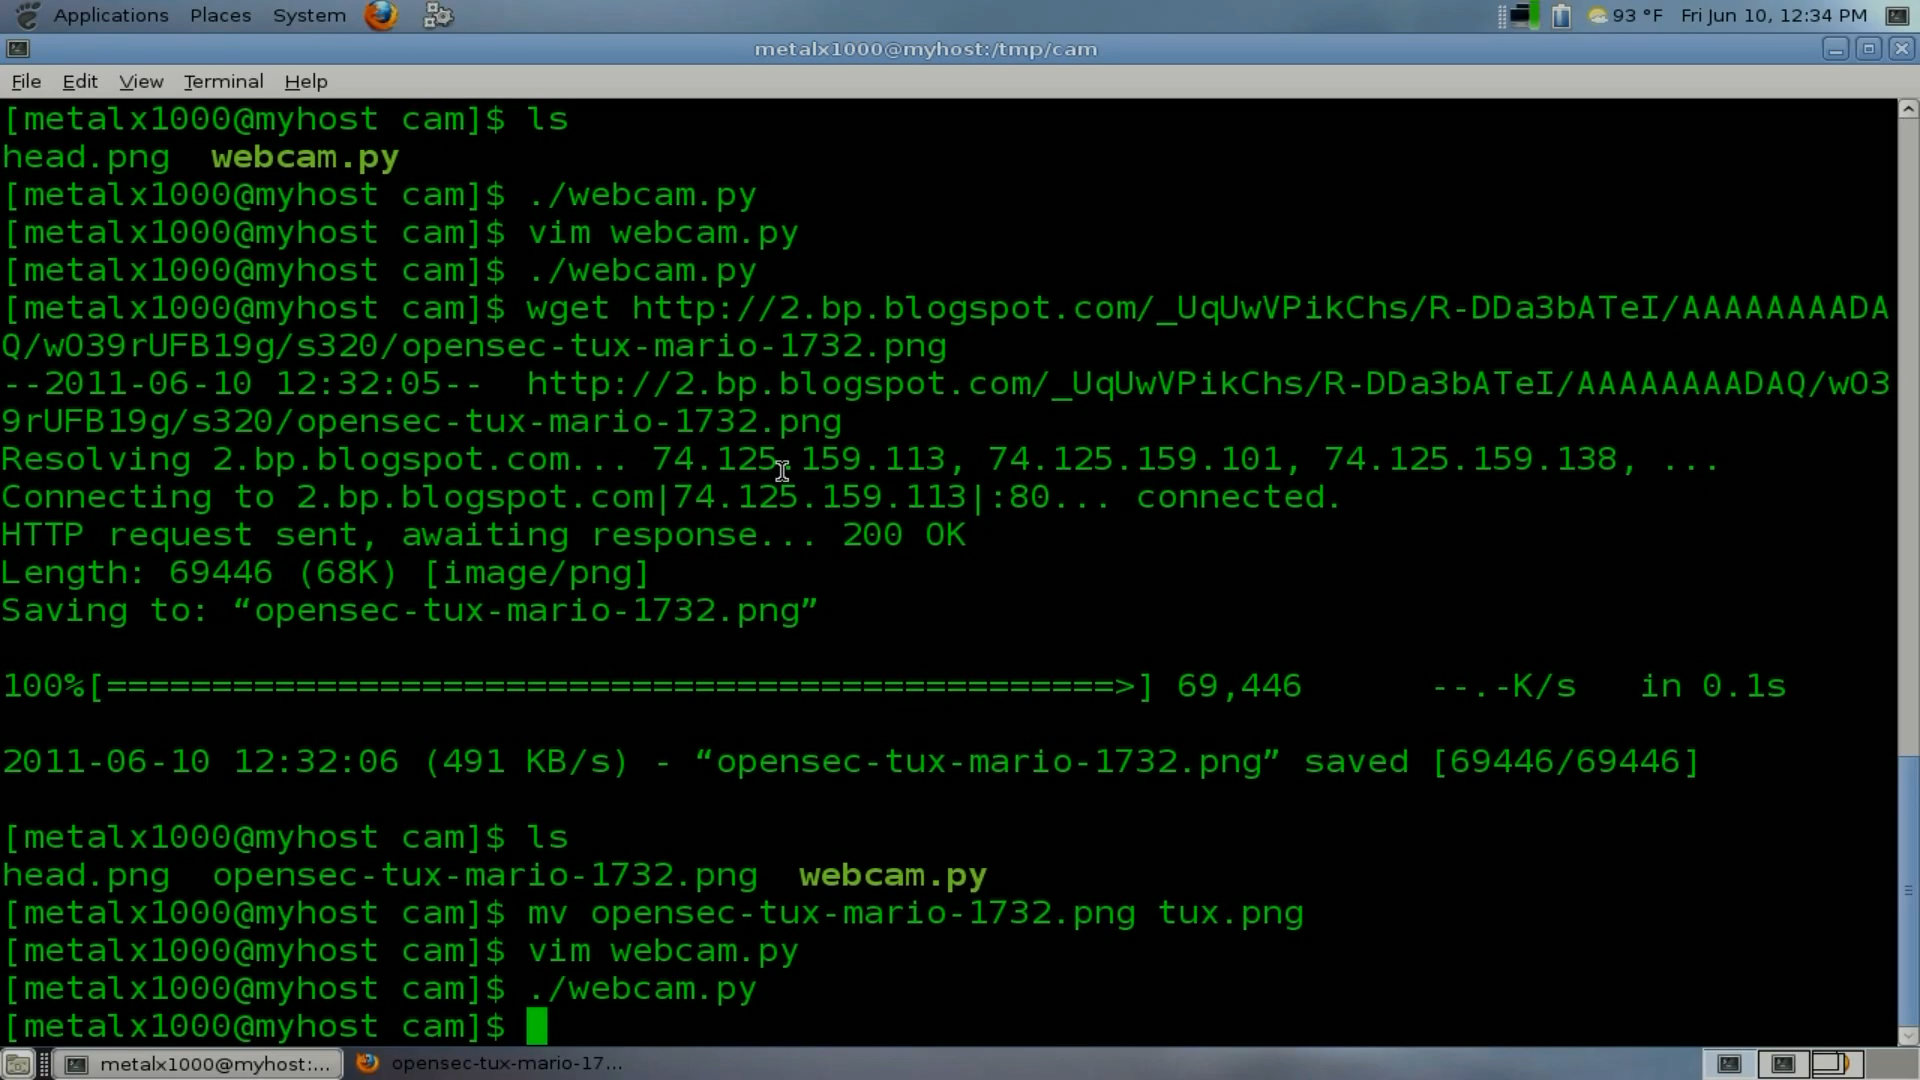 Applications Places System 93 °F Fri Jun 10, 12:34 PM
metalx1000@myhost:/tmp/cam
File Edit View Terminal Help
[metalx1000@myhost cam]$ ls
head.png webcam.py
[metalx1000@myhost cam]$ ./webcam.py
[metalx1000@myhost cam]$ vim webcam.py
[metalx1000@myhost cam]$ ./webcam.py
[metalx1000@myhost cam]$ wget http://2.bp.blogspot.com/_UqUwVPikChs/R-DDa3bATeI/AAAAAAAADA
Q/wO39rUFB19g/s320/opensec-tux-mario-1732.png
--2011-06-10 12:32:05-- http://2.bp.blogspot.com/_UqUwVPikChs/R-DDa3bATeI/AAAAAAAADAQ/wO3
9rUFB19g/s320/opensec-tux-mario-1732.png
Resolving 2.bp.blogspot.com... 74.125.159.113, 74.125.159.101, 74.125.159.138, ...
Connecting to 2.bp.blogspot.com|74.125.159.113|:80... connected.
HTTP request sent, awaiting response... 200 OK
Length: 69446 (68K) [image/png]
Saving to: “opensec-tux-mario-1732.png”
100%[================================================>] 69,446 --.-K/s in 0.1s
2011-06-10 12:32:06 (491 KB/s) - “opensec-tux-mario-1732.png” saved [69446/69446]
[metalx1000@myhost cam]$ ls
head.png opensec-tux-mario-1732.png webcam.py
[metalx1000@myhost cam]$ mv opensec-tux-mario-1732.png tux.png
[metalx1000@myhost cam]$ vim webcam.py
[metalx1000@myhost cam]$ ./webcam.py
[metalx1000@myhost cam]$
metalx1000@myhost:... opensec-tux-mario-17...